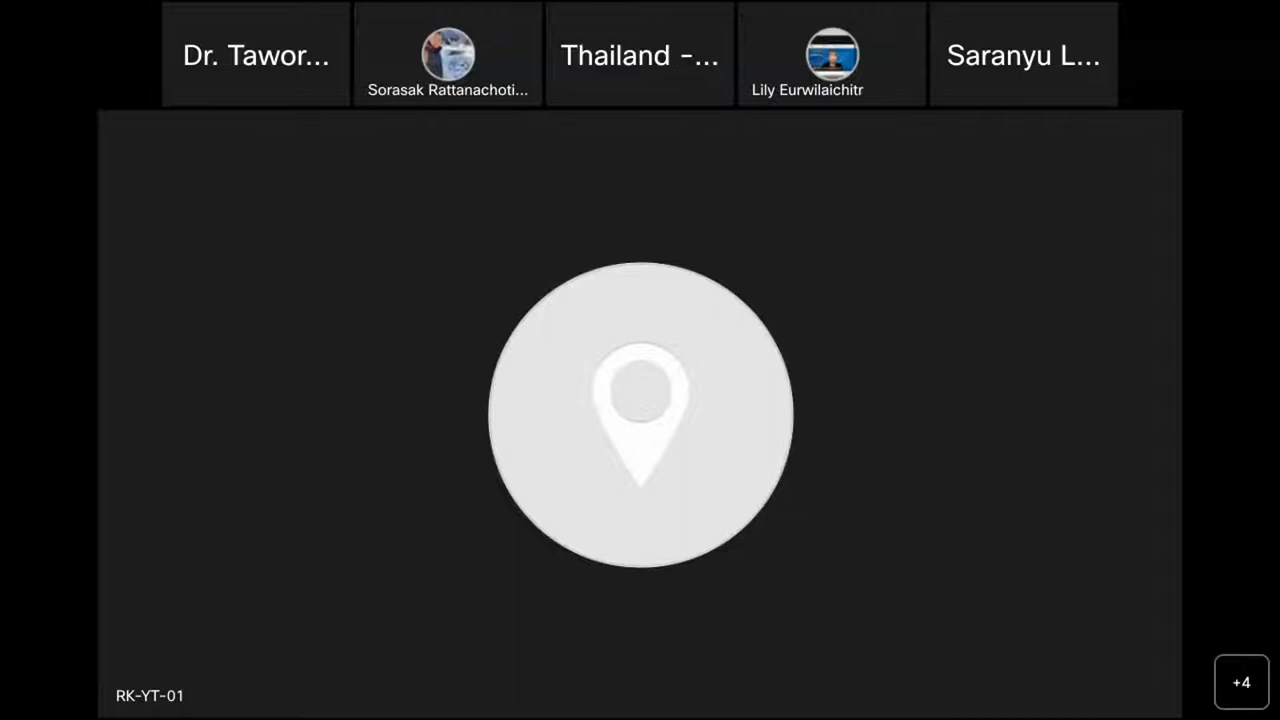 Dr. Tawor...
Sorasak Rattanachoti...
Thailand -...
Lily Eurwilaichitr
Saranyu L...
RK-YT-01
+4